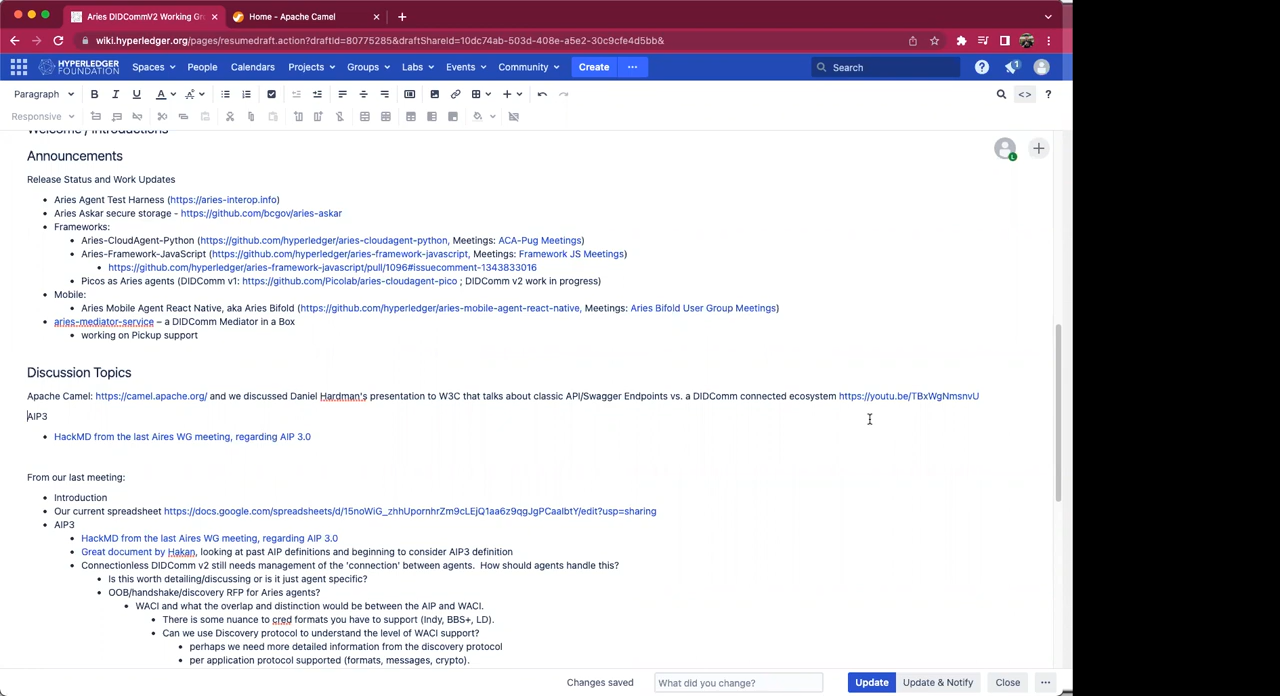 Aries DIDCommV2 Working Gr
Home - Apache Camel
wiki.hyperledger.org/pages/resumedraft.action?draftId=80775285&draftShareId=10dc74ab-503d-408e-a5e2-30c9cfe4d5bb&
HYPERLEDGER FOUNDATION Spaces People Calendars Projects Groups Labs Events Community Create Search 1
Paragraph B I U A
Responsive
Welcome / Introductions
Announcements
Release Status and Work Updates
Aries Agent Test Harness (https://aries-interop.info)
Aries Askar secure storage - https://github.com/bcgov/aries-askar
Frameworks:
Aries-CloudAgent-Python (https://github.com/hyperledger/aries-cloudagent-python, Meetings: ACA-Pug Meetings)
Aries-Framework-JavaScript (https://github.com/hyperledger/aries-framework-javascript, Meetings: Framework JS Meetings)
https://github.com/hyperledger/aries-framework-javascript/pull/1096#issuecomment-1343833016
Picos as Aries agents (DIDComm v1: https://github.com/Picolab/aries-cloudagent-pico ; DIDComm v2 work in progress)
Mobile:
Aries Mobile Agent React Native, aka Aries Bifold (https://github.com/hyperledger/aries-mobile-agent-react-native, Meetings: Aries Bifold User Group Meetings)
aries-mediator-service – a DIDComm Mediator in a Box
working on Pickup support
Discussion Topics
Apache Camel: https://camel.apache.org/ and we discussed Daniel Hardman's presentation to W3C that talks about classic API/Swagger Endpoints vs. a DIDComm connected ecosystem https://youtu.be/TBxWgNmsnvU
AIP3
HackMD from the last Aires WG meeting, regarding AIP 3.0
From our last meeting:
Introduction
Our current spreadsheet https://docs.google.com/spreadsheets/d/15noWiG_zhhUpornhrZm9cLEjQ1aa6z9qgJgPCaalbtY/edit?usp=sharing
AIP3
HackMD from the last Aires WG meeting, regarding AIP 3.0
Great document by Hakan, looking at past AIP definitions and beginning to consider AIP3 definition
Connectionless DIDComm v2 still needs management of the 'connection' between agents. How should agents handle this?
Is this worth detailing/discussing or is it just agent specific?
OOB/handshake/discovery RFP for Aries agents?
WACI and what the overlap and distinction would be between the AIP and WACI.
There is some nuance to cred formats you have to support (Indy, BBS+, LD).
Can we use Discovery protocol to understand the level of WACI support?
perhaps we need more detailed information from the discovery protocol
per application protocol supported (formats, messages, crypto).
Changes saved What did you change? Update Update & Notify Close